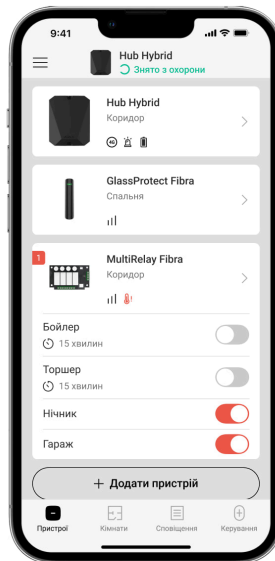 9:41
Hub Hybrid
Знято з охорони
Hub Hybrid
Коридор
4G
GlassProtect Fibra
Спальня
1
MultiRelay Fibra
Коридор
Бойлер
15 хвилин
Торшер
15 хвилин
Нічник
Гараж
+ Додати пристрій
Пристрої Кімнати Сповіщення Керування